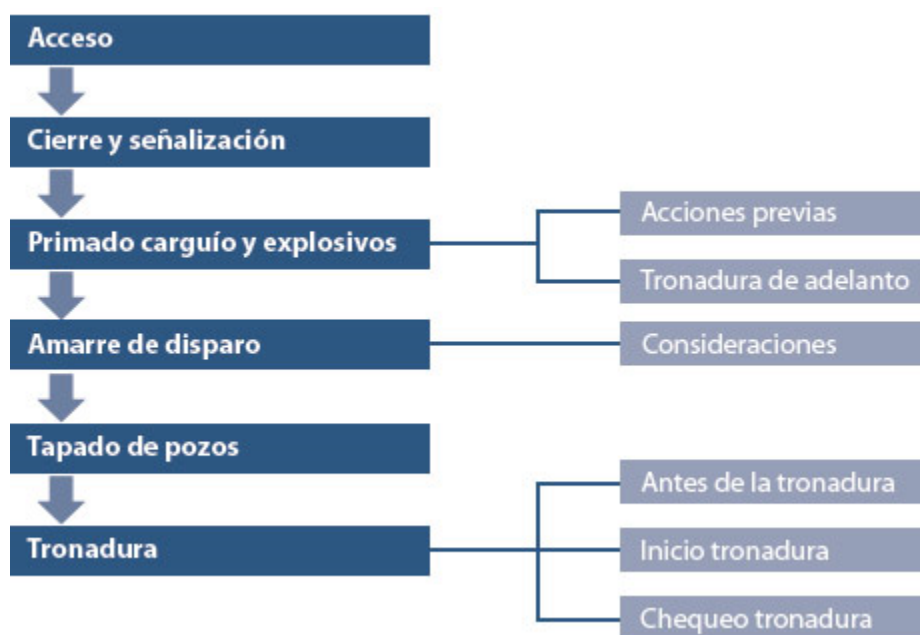 Acceso
Cierre y señalización
Primado carguío y explosivos
Acciones previas
Tronadura de adelanto
Amarre de disparo
Consideraciones
Tapado de pozos
Tronadura
Antes de la tronadura
Inicio tronadura
Chequeo tronadura